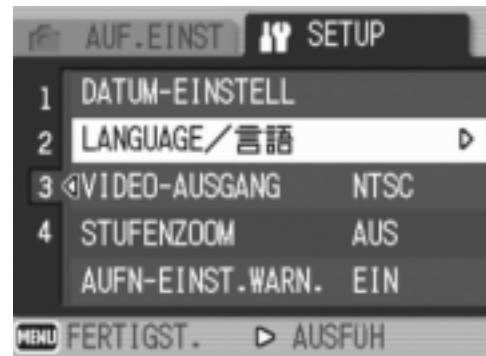 AUF.EINST SETUP
1 DATUM-EINSTELL
2 LANGUAGE/言語
3 VIDEO-AUSGANG NTSC
4 STUFENZOOM AUS
AUFN-EINST.WARN. EIN
MENU FERTIGST. AUSFÜH